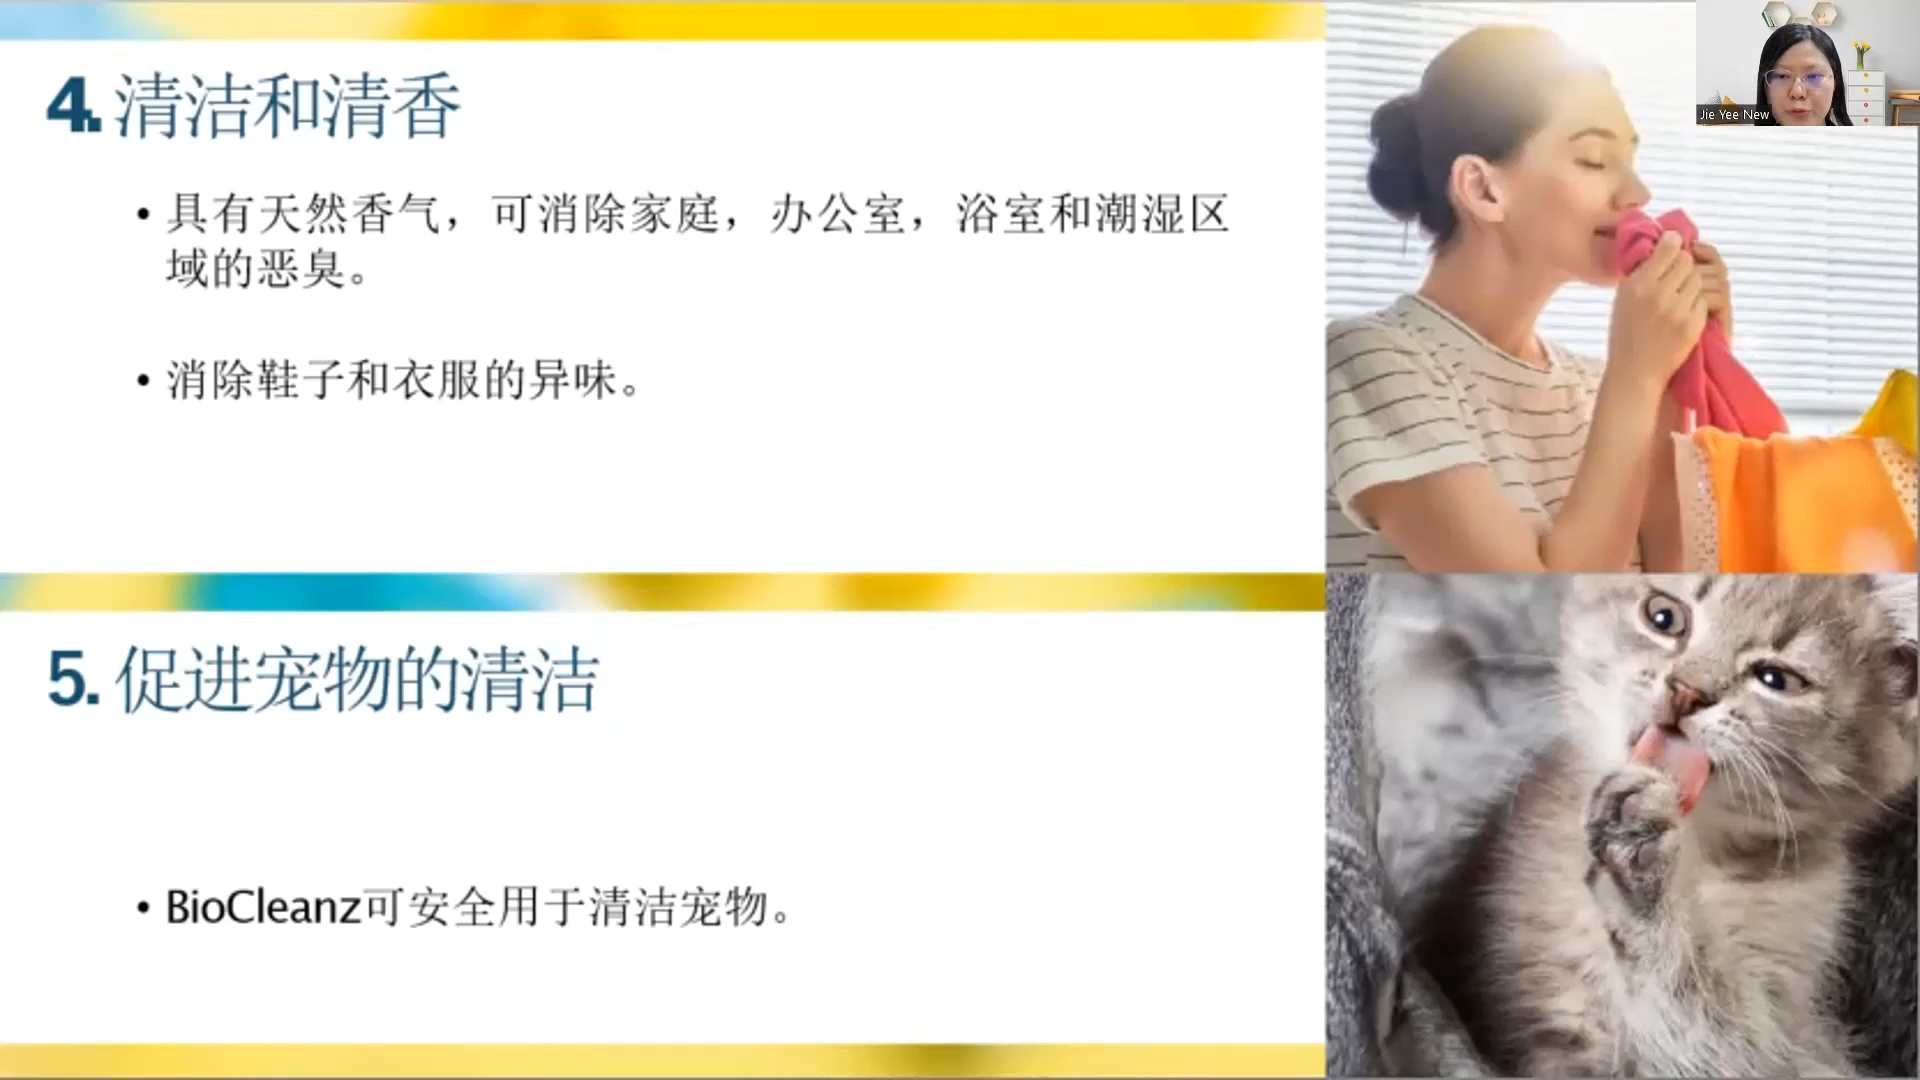 4. 清洁和清香
• 具有天然香气，可消除家庭，办公室，浴室和潮湿区
域的恶臭。
• 消除鞋子和衣服的异味。
5. 促进宠物的清洁
• BioCleanz可安全用于清洁宠物。
Jie Yee New